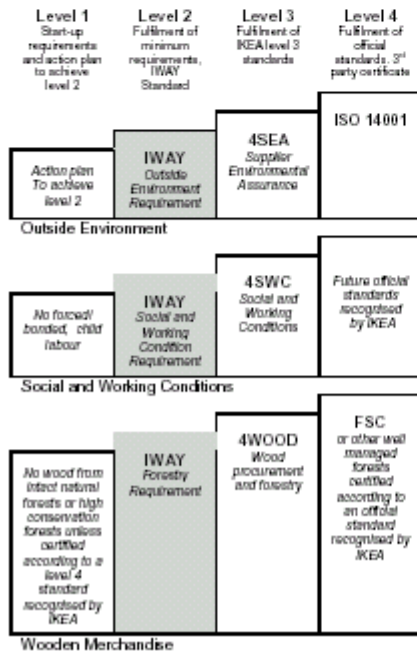 Level 1
Start-up
requirements
and action plan
to achieve
level 2
Level 2
Fulfilment of
minimum
requirements,
IWAY
Standard
Level 3
Fulfilment of
IKEA level 3
standards
Level 4
Fulfilment of
official
standards. 3rd
party certificate
Action plan
To achieve
level 2
IWAY
Outside
Environment
Requirement
4SEA
Supplier
Environmental
Assurance
ISO 14001
Outside Environment
No forced/
bonded, child
labour
IWAY
Social and
Working
Condition
Requirement
4SWC
Social and
Working
Conditions
Future official
standards
recognised
by IKEA
Social and Working Conditions
No wood from
intact natural
forests or high
conservation
forests unless
certified
according to a
level 4
standard
recognised by
IKEA
IWAY
Forestry
Requirement
4WOOD
Wood
procurement
and forestry
FSC
or other well
managed
forests
certified
according to
an official
standard
recognised by
IKEA
Wooden Merchandise